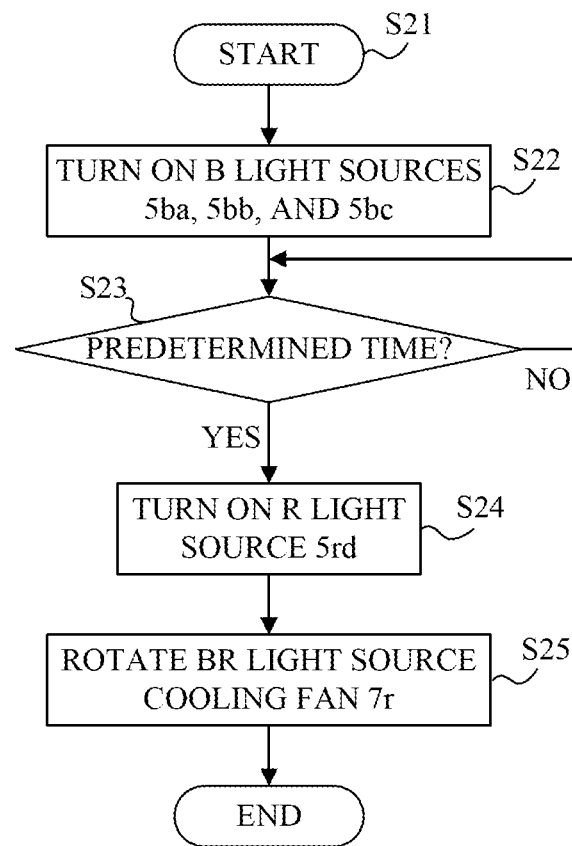 START
S21
TURN ON B LIGHT SOURCES
5ba, 5bb, AND 5bc
S22
S23
PREDETERMINED TIME?
NO
YES
TURN ON R LIGHT
SOURCE 5rd
S24
ROTATE BR LIGHT SOURCE
COOLING FAN 7r
S25
END